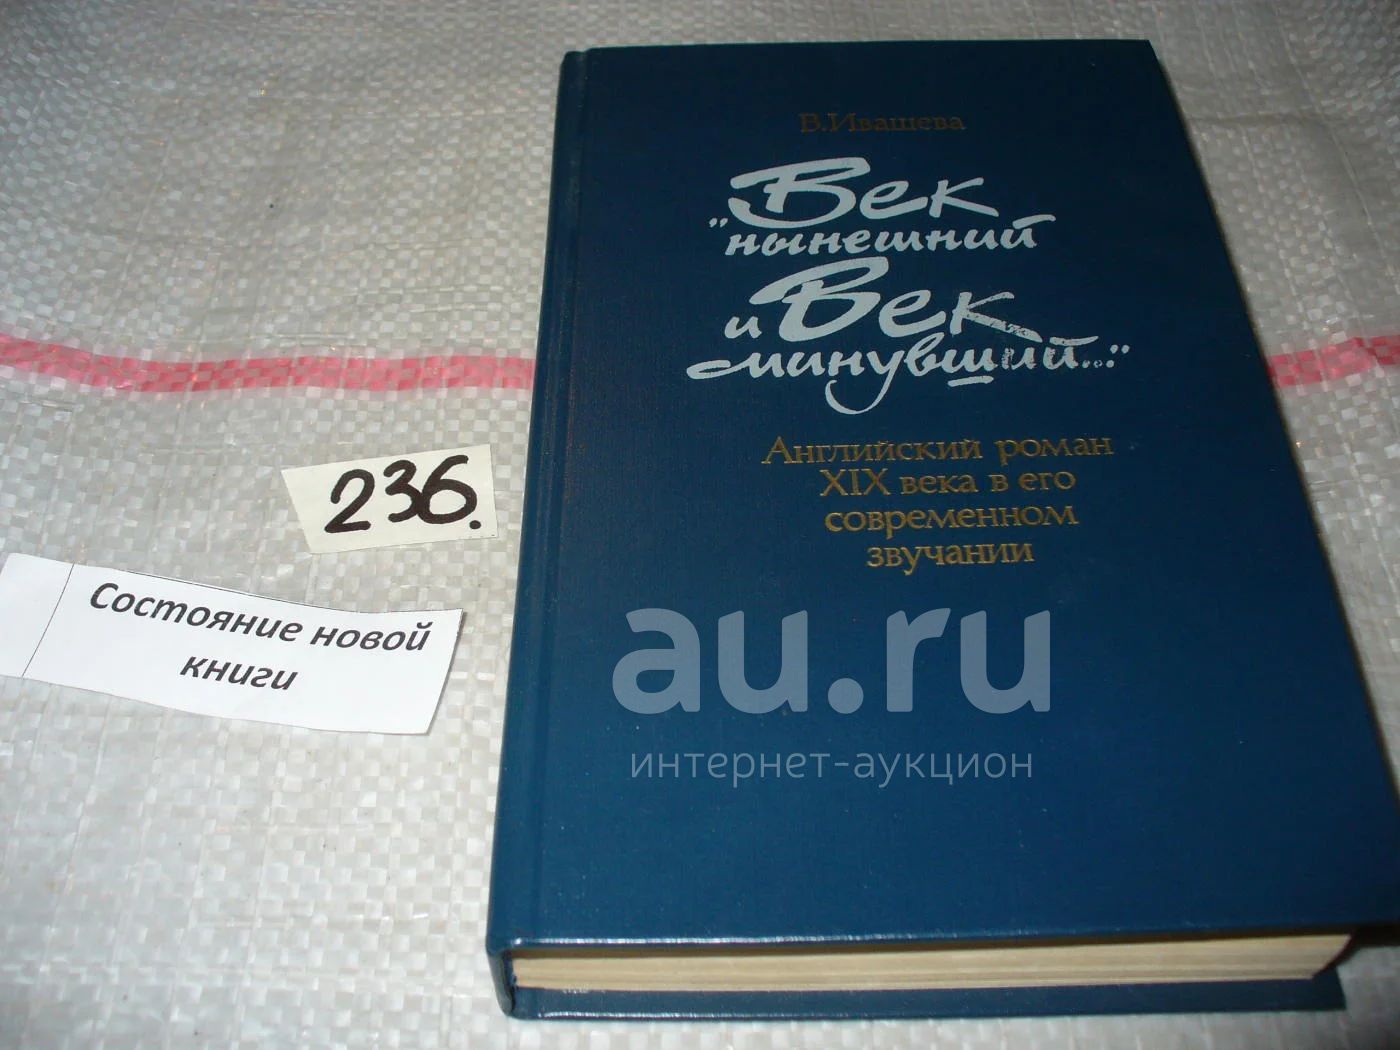 В.Ивашева
„Век
нынешний
и Век
минувший..."
Английский роман
XIX века в его
современном
звучании
236.
Состояние новой
книги
au.ru
интернет-аукцион